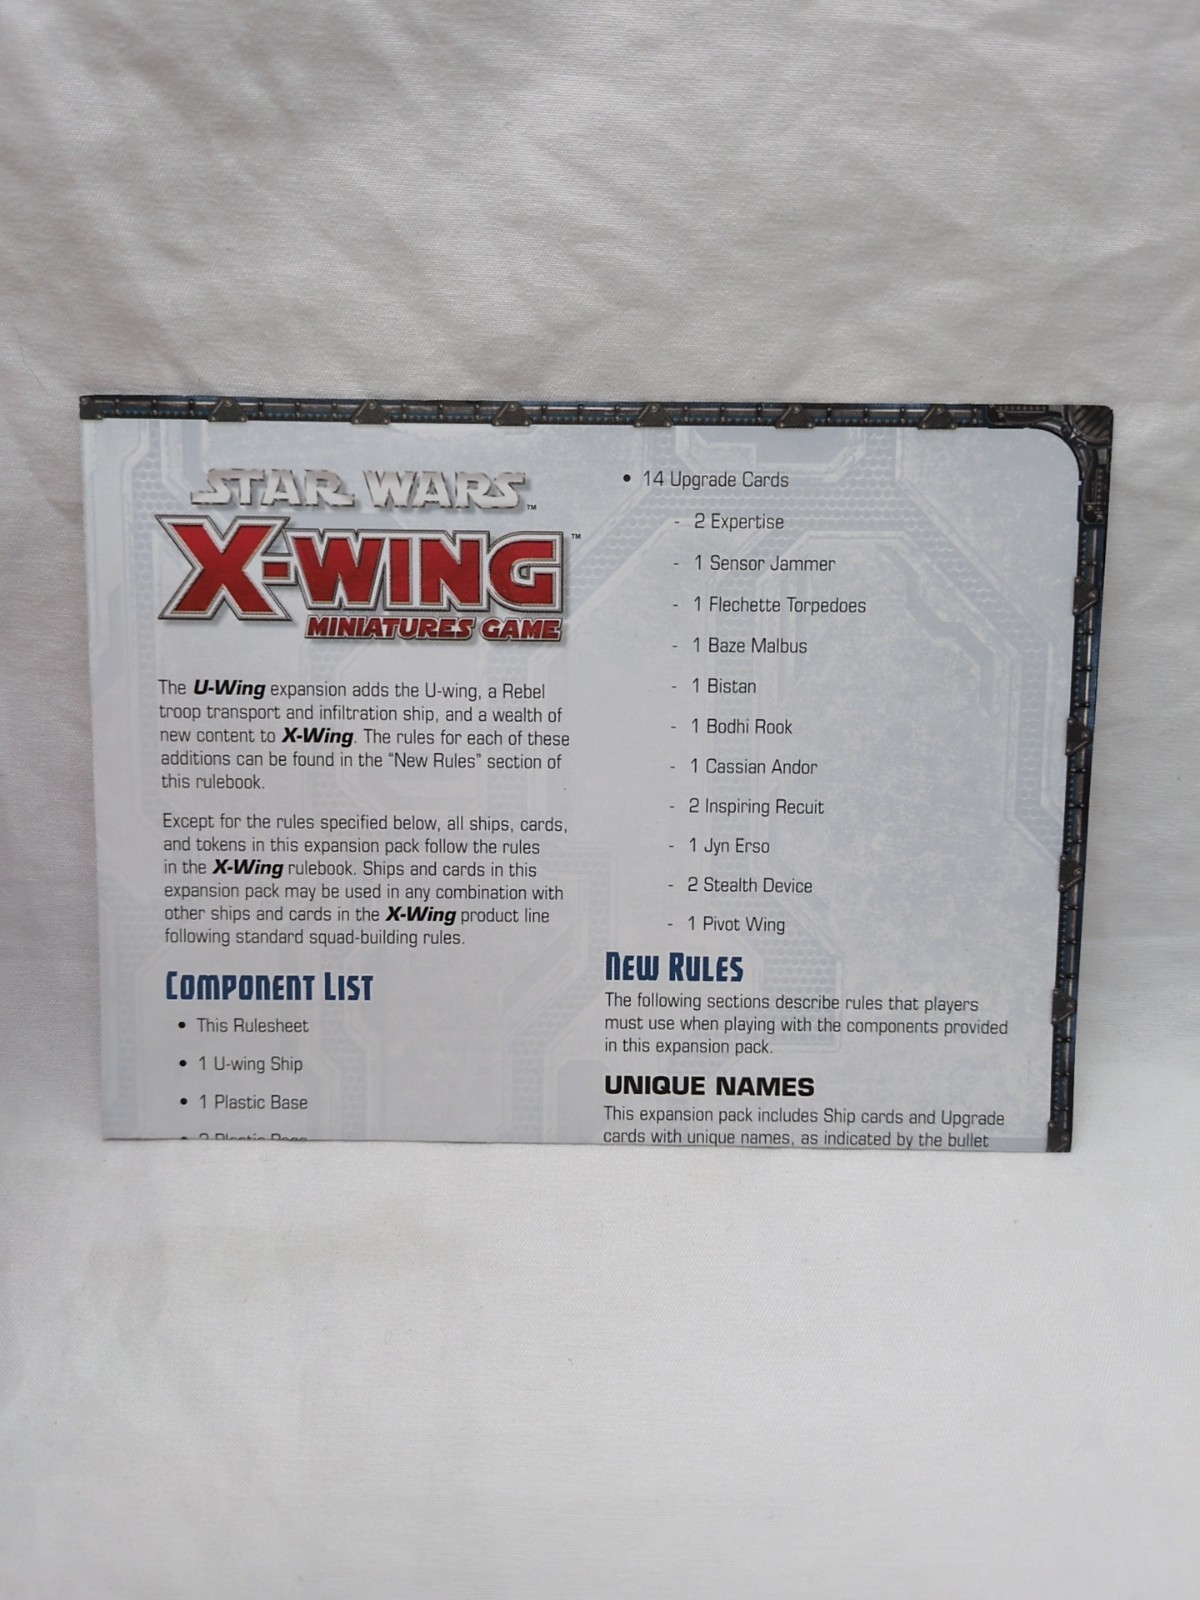 STAR WARS™
X-WING™
MINIATURES GAME
The U-Wing expansion adds the U-wing, a Rebel
troop transport and infiltration ship, and a wealth of
new content to X-Wing. The rules for each of these
additions can be found in the "New Rules" section of
this rulebook.
Except for the rules specified below, all ships, cards,
and tokens in this expansion pack follow the rules
in the X-Wing rulebook. Ships and cards in this
expansion pack may be used in any combination with
other ships and cards in the X-Wing product line
following standard squad-building rules.
COMPONENT LIST
• This Rulesheet
• 1 U-wing Ship
• 1 Plastic Base
• 14 Upgrade Cards
- 2 Expertise
- 1 Sensor Jammer
- 1 Flechette Torpedoes
- 1 Baze Malbus
- 1 Bistan
- 1 Bodhi Rook
- 1 Cassian Andor
- 2 Inspiring Recuit
- 1 Jyn Erso
- 2 Stealth Device
- 1 Pivot Wing
NEW RULES
The following sections describe rules that players
must use when playing with the components provided
in this expansion pack.
UNIQUE NAMES
This expansion pack includes Ship cards and Upgrade
cards with unique names, as indicated by the bullet